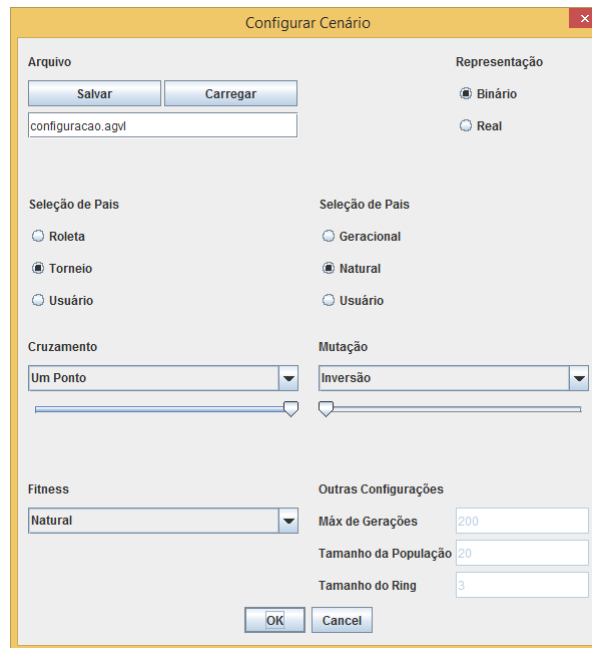 Configurar Cenário
Arquivo
Representação
Salvar
Carregar
Binário
configuracao.agvl
Real
Seleção de Pais
Seleção de Pais
Roleta
Geracional
Torneio
Natural
Usuário
Usuário
Cruzamento
Mutação
Um Ponto
Inversão
Fitness
Outras Configurações
Natural
Máx de Gerações
200
Tamanho da População
20
Tamanho do Ring
3
OK
Cancel